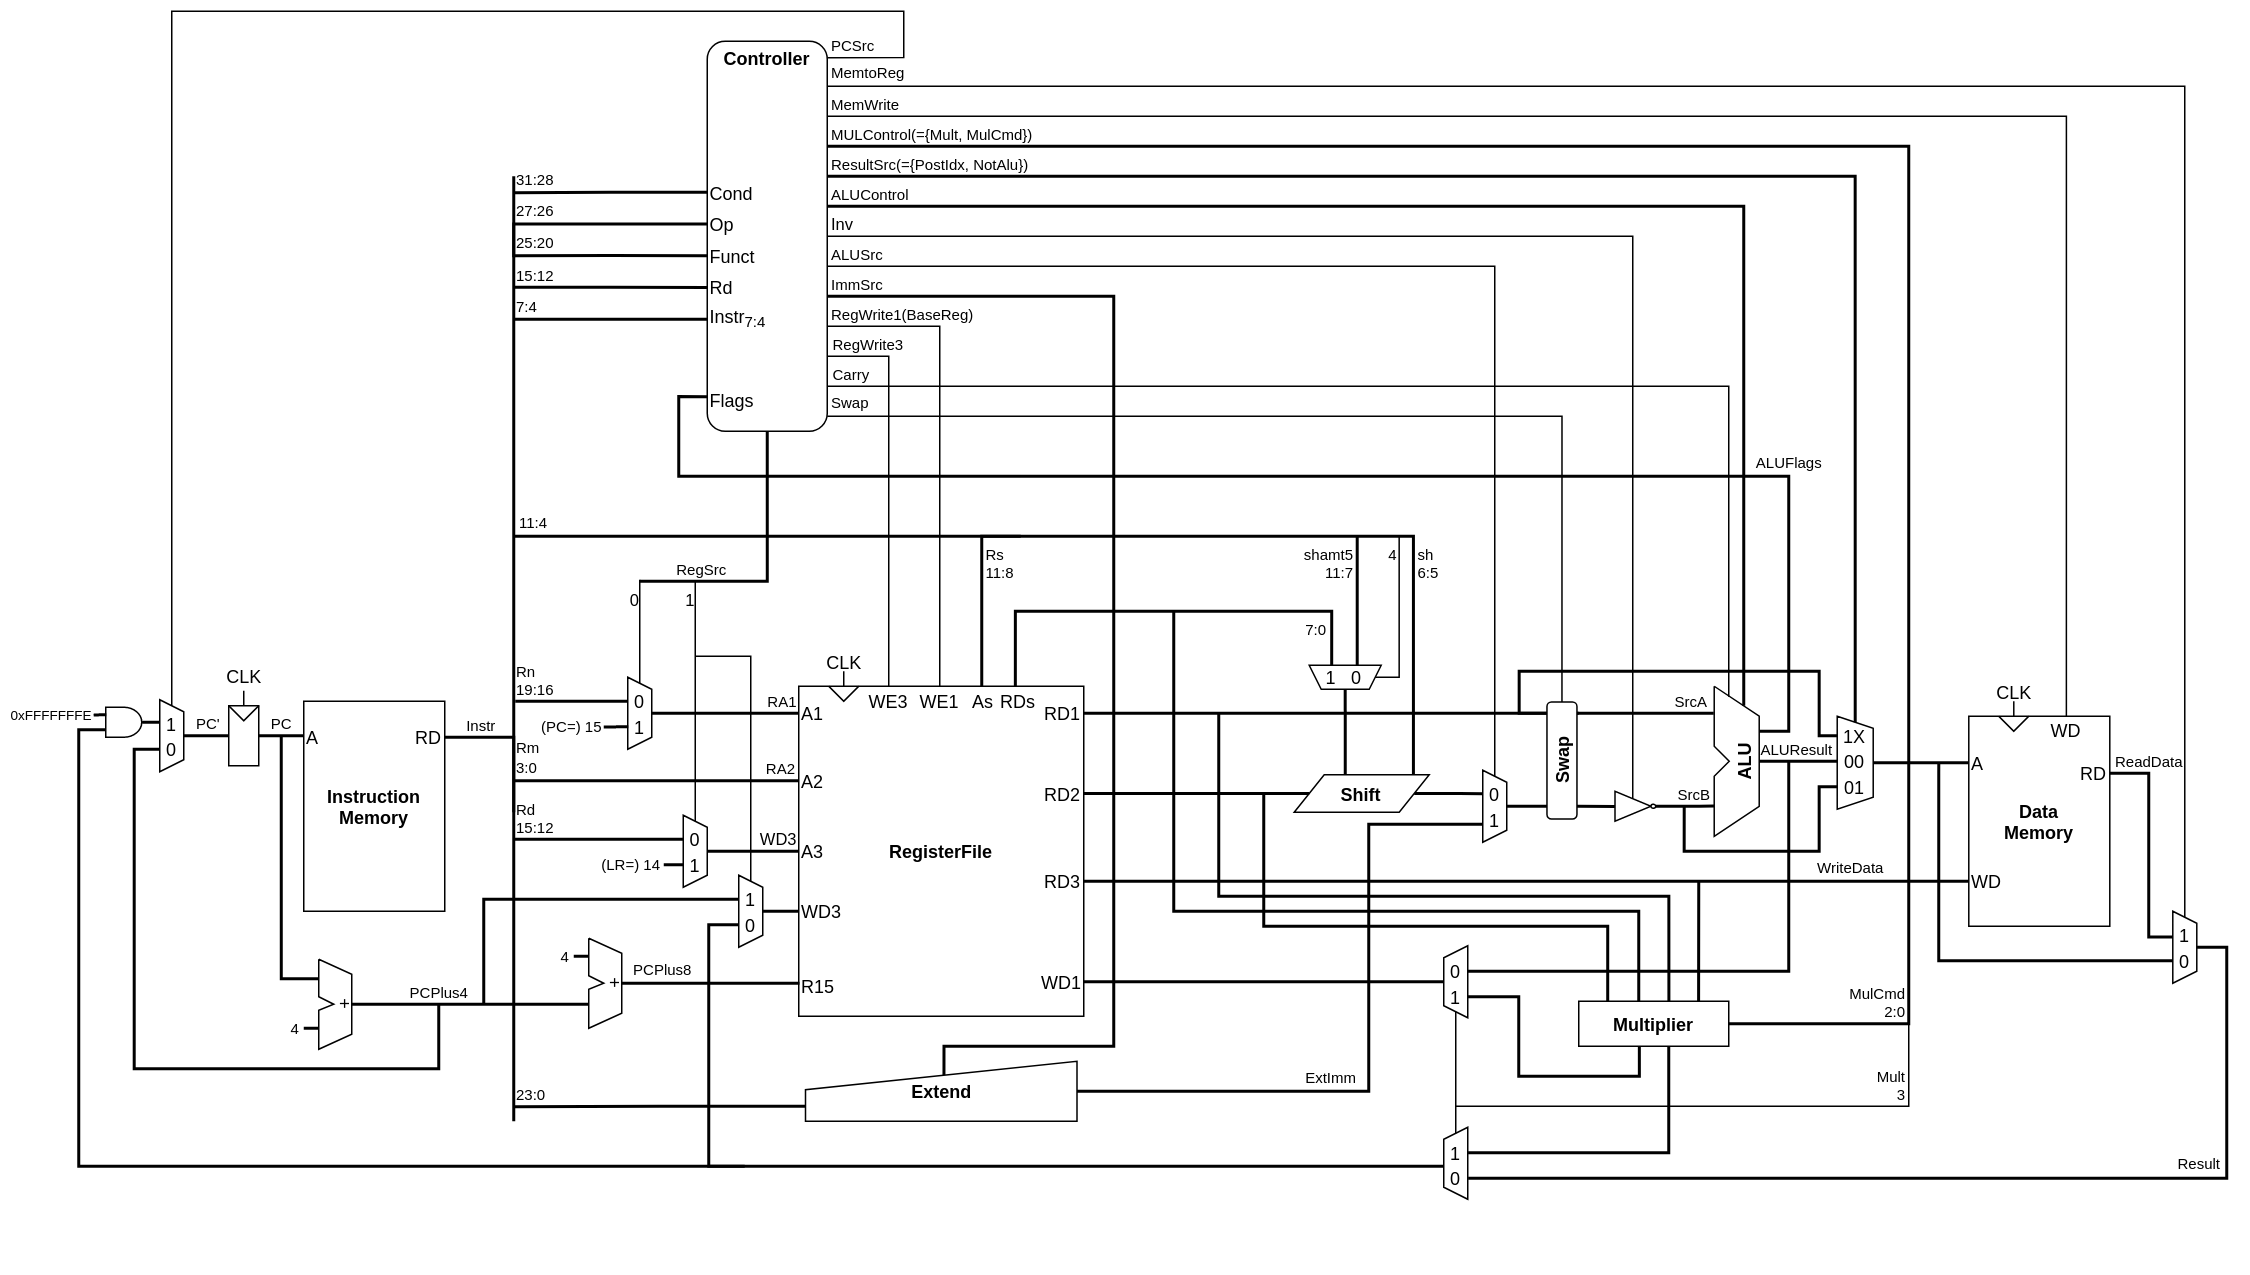 PCSrc
Controller
MemtoReg
MemWrite
MULControl(={Mult, MulCmd})
ResultSrc(={PostIdx, NotAlu})
31:28
Cond
ALUControl
27:26
Op
Inv
25:20
Funct
ALUSrc
15:12
Rd
ImmSrc
7:4
Instr7:4
RegWrite1(BaseReg)
RegWrite3
Carry
Flags
Swap
ALUFlags
11:4
RegSrc
0
1
Rs
11:8
shamt5
11:7
4
sh
6:5
7:0
1 0
CLK
CLK
CLK
0xFFFFFFFE
1
0
PC'
PC
A
RD
Instruction
Memory
Instr
Rn
19:16
0
1
(PC=) 15
Rm
3:0
Rd
15:12
0
1
(LR=) 14
1
0
RA1
RA2
WD3
WE3 WE1 As RDs
A1
RD1
A2
RD2
A3
RegisterFile
WD3
RD3
R15
WD1
Shift
0
1
Swap
SrcA
SrcB
ALU
ALUResult
1X
00
01
WriteData
A
WD
RD
Data
Memory
WD
ReadData
1
0
4
+
PCPlus8
PCPlus4
+
4
0
1
Multiplier
MulCmd
2:0
Mult
3
23:0
Extend
ExtImm
1
0
Result